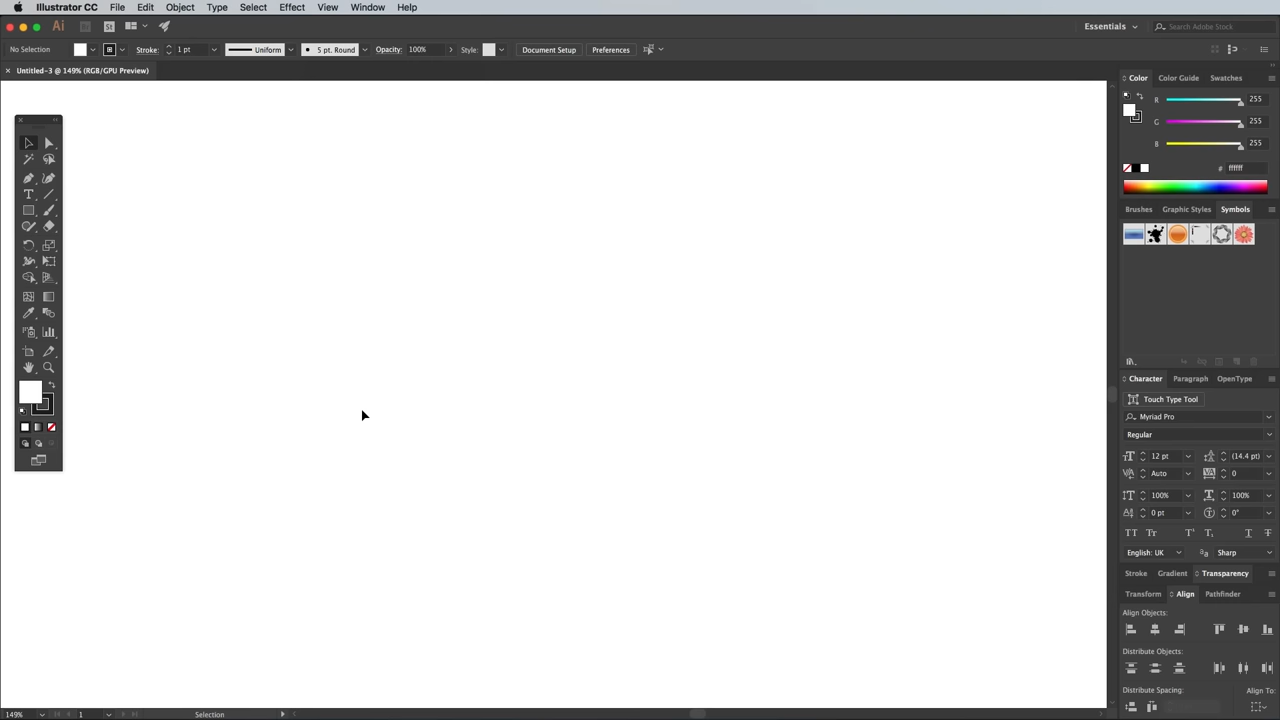 Illustrator CC File Edit Object Type Select Effect View Window Help
Ai Br St Essentials Search Adobe Stock
No Selection Stroke: 1 pt Uniform 5 pt. Round Opacity: 100% Style: Document Setup Preferences
Untitled-3 @ 149% (RGB/GPU Preview)
Color Color Guide Swatches
R 255
G 255
B 255
# ffffff
Brushes Graphic Styles Symbols
Character Paragraph OpenType
Touch Type Tool
Myriad Pro
Regular
12 pt (14.4 pt)
Auto 0
100% 100%
0 pt 0°
English: UK Sharp
Stroke Gradient Transparency
Transform Align Pathfinder
Align Objects:
Distribute Objects:
Distribute Spacing: Align To:
149% 1 Selection